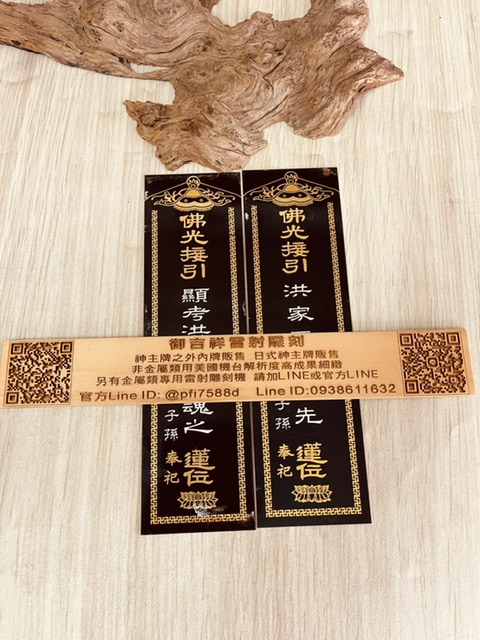 佛光接引
顯考洪
魂之
蓮位
子孫
奉祀
佛光接引
洪家
先
蓮位
子孫
奉祀
御吉祥雷射雕刻
神主牌之外內牌販售 日式神主牌販售
非金屬類用美國機台解析度高成果細緻
另有金屬類專用雷射雕刻機 請加LINE或官方LINE
官方Line ID: @pfi7588d Line ID:0938611632